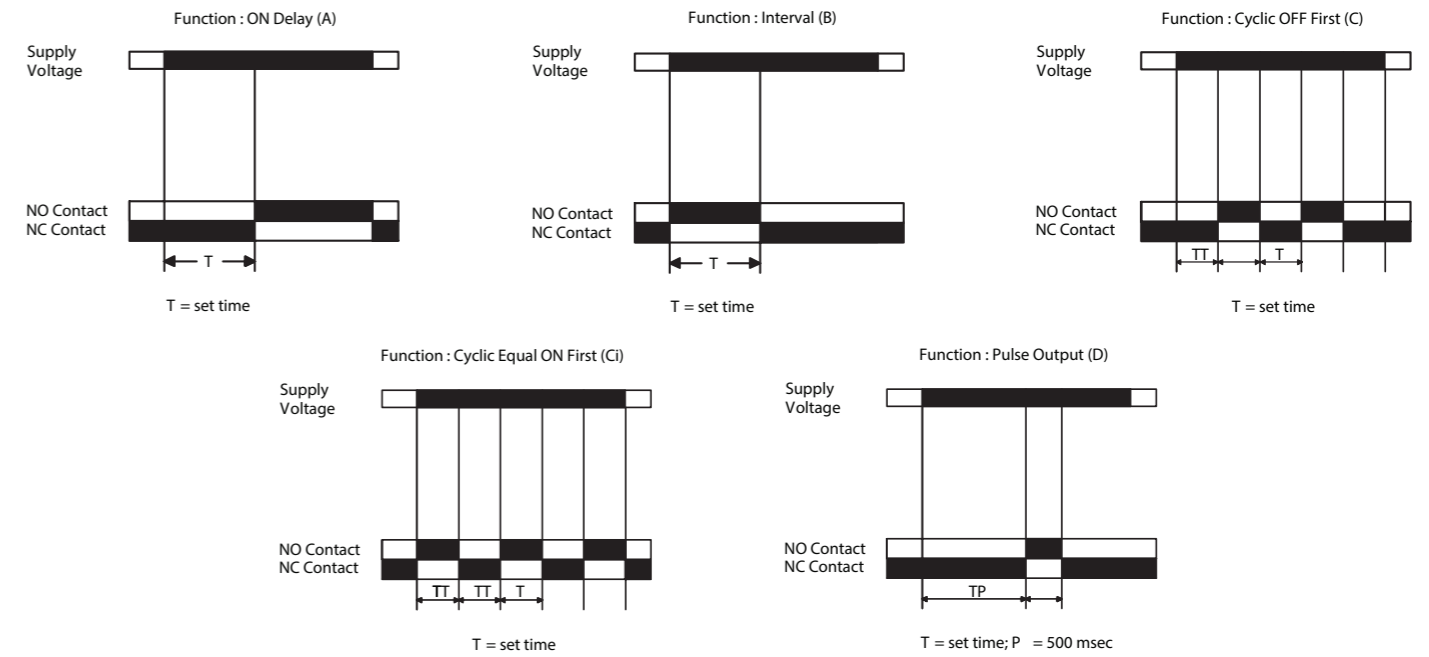 Function : ON Delay (A)
Supply
Voltage
NO Contact
NC Contact
T
T = set time
Function : Interval (B)
Supply
Voltage
NO Contact
NC Contact
T
T = set time
Function : Cyclic OFF First (C)
Supply
Voltage
NO Contact
NC Contact
TT T
T = set time
Function : Cyclic Equal ON First (Ci)
Supply
Voltage
NO Contact
NC Contact
TT TT T
T = set time
Function : Pulse Output (D)
Supply
Voltage
NO Contact
NC Contact
TP
T = set time; P = 500 msec